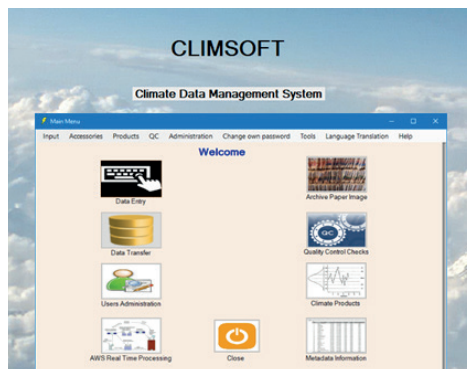 CLIMSOFT
Climate Data Management System
Main Menu
Input Accessories Products QC Administration Change own password Tools Language Translation Help
Welcome
Data Entry
Archive Paper Image
QC
Data Transfer
Quality Control Checks
Users Administration
Climate Products
AWS Real Time Processing
Close
Metadata Information